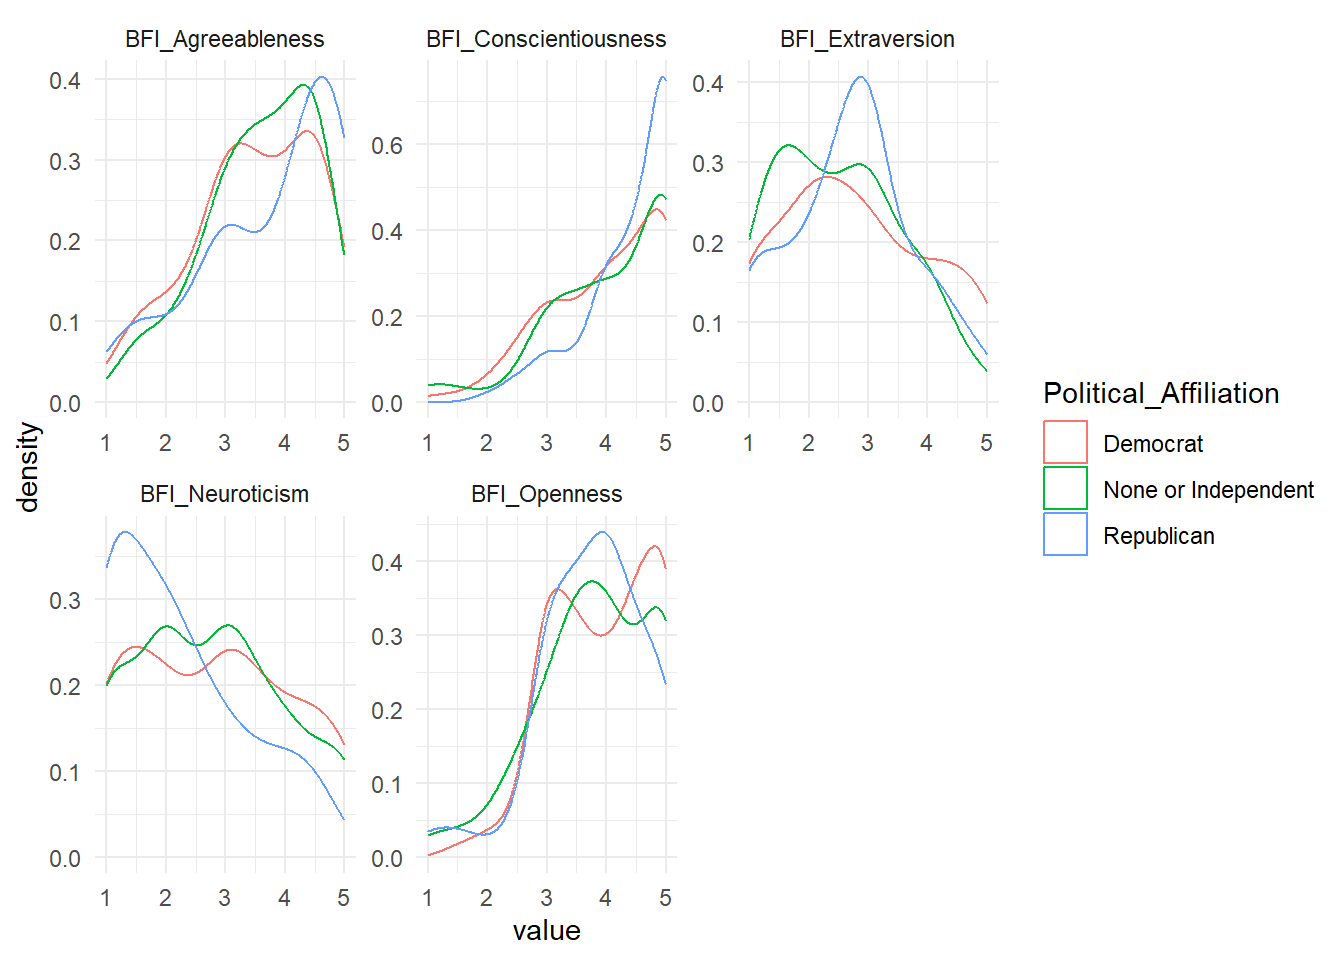 BFI_Agreeableness BFI_Conscientiousness BFI_Extraversion
0.4
0.3
0.2
0.1
0.0
0.6
0.4
0.2
0.0
0.4
0.3
0.2
0.1
0.0
1 2 3 4 5
1 2 3 4 5
1 2 3 4 5
BFI_Neuroticism BFI_Openness
0.3
0.2
0.1
0.0
0.4
0.3
0.2
0.1
0.0
1 2 3 4 5
1 2 3 4 5
density
value
Political_Affiliation
Democrat
None or Independent
Republican